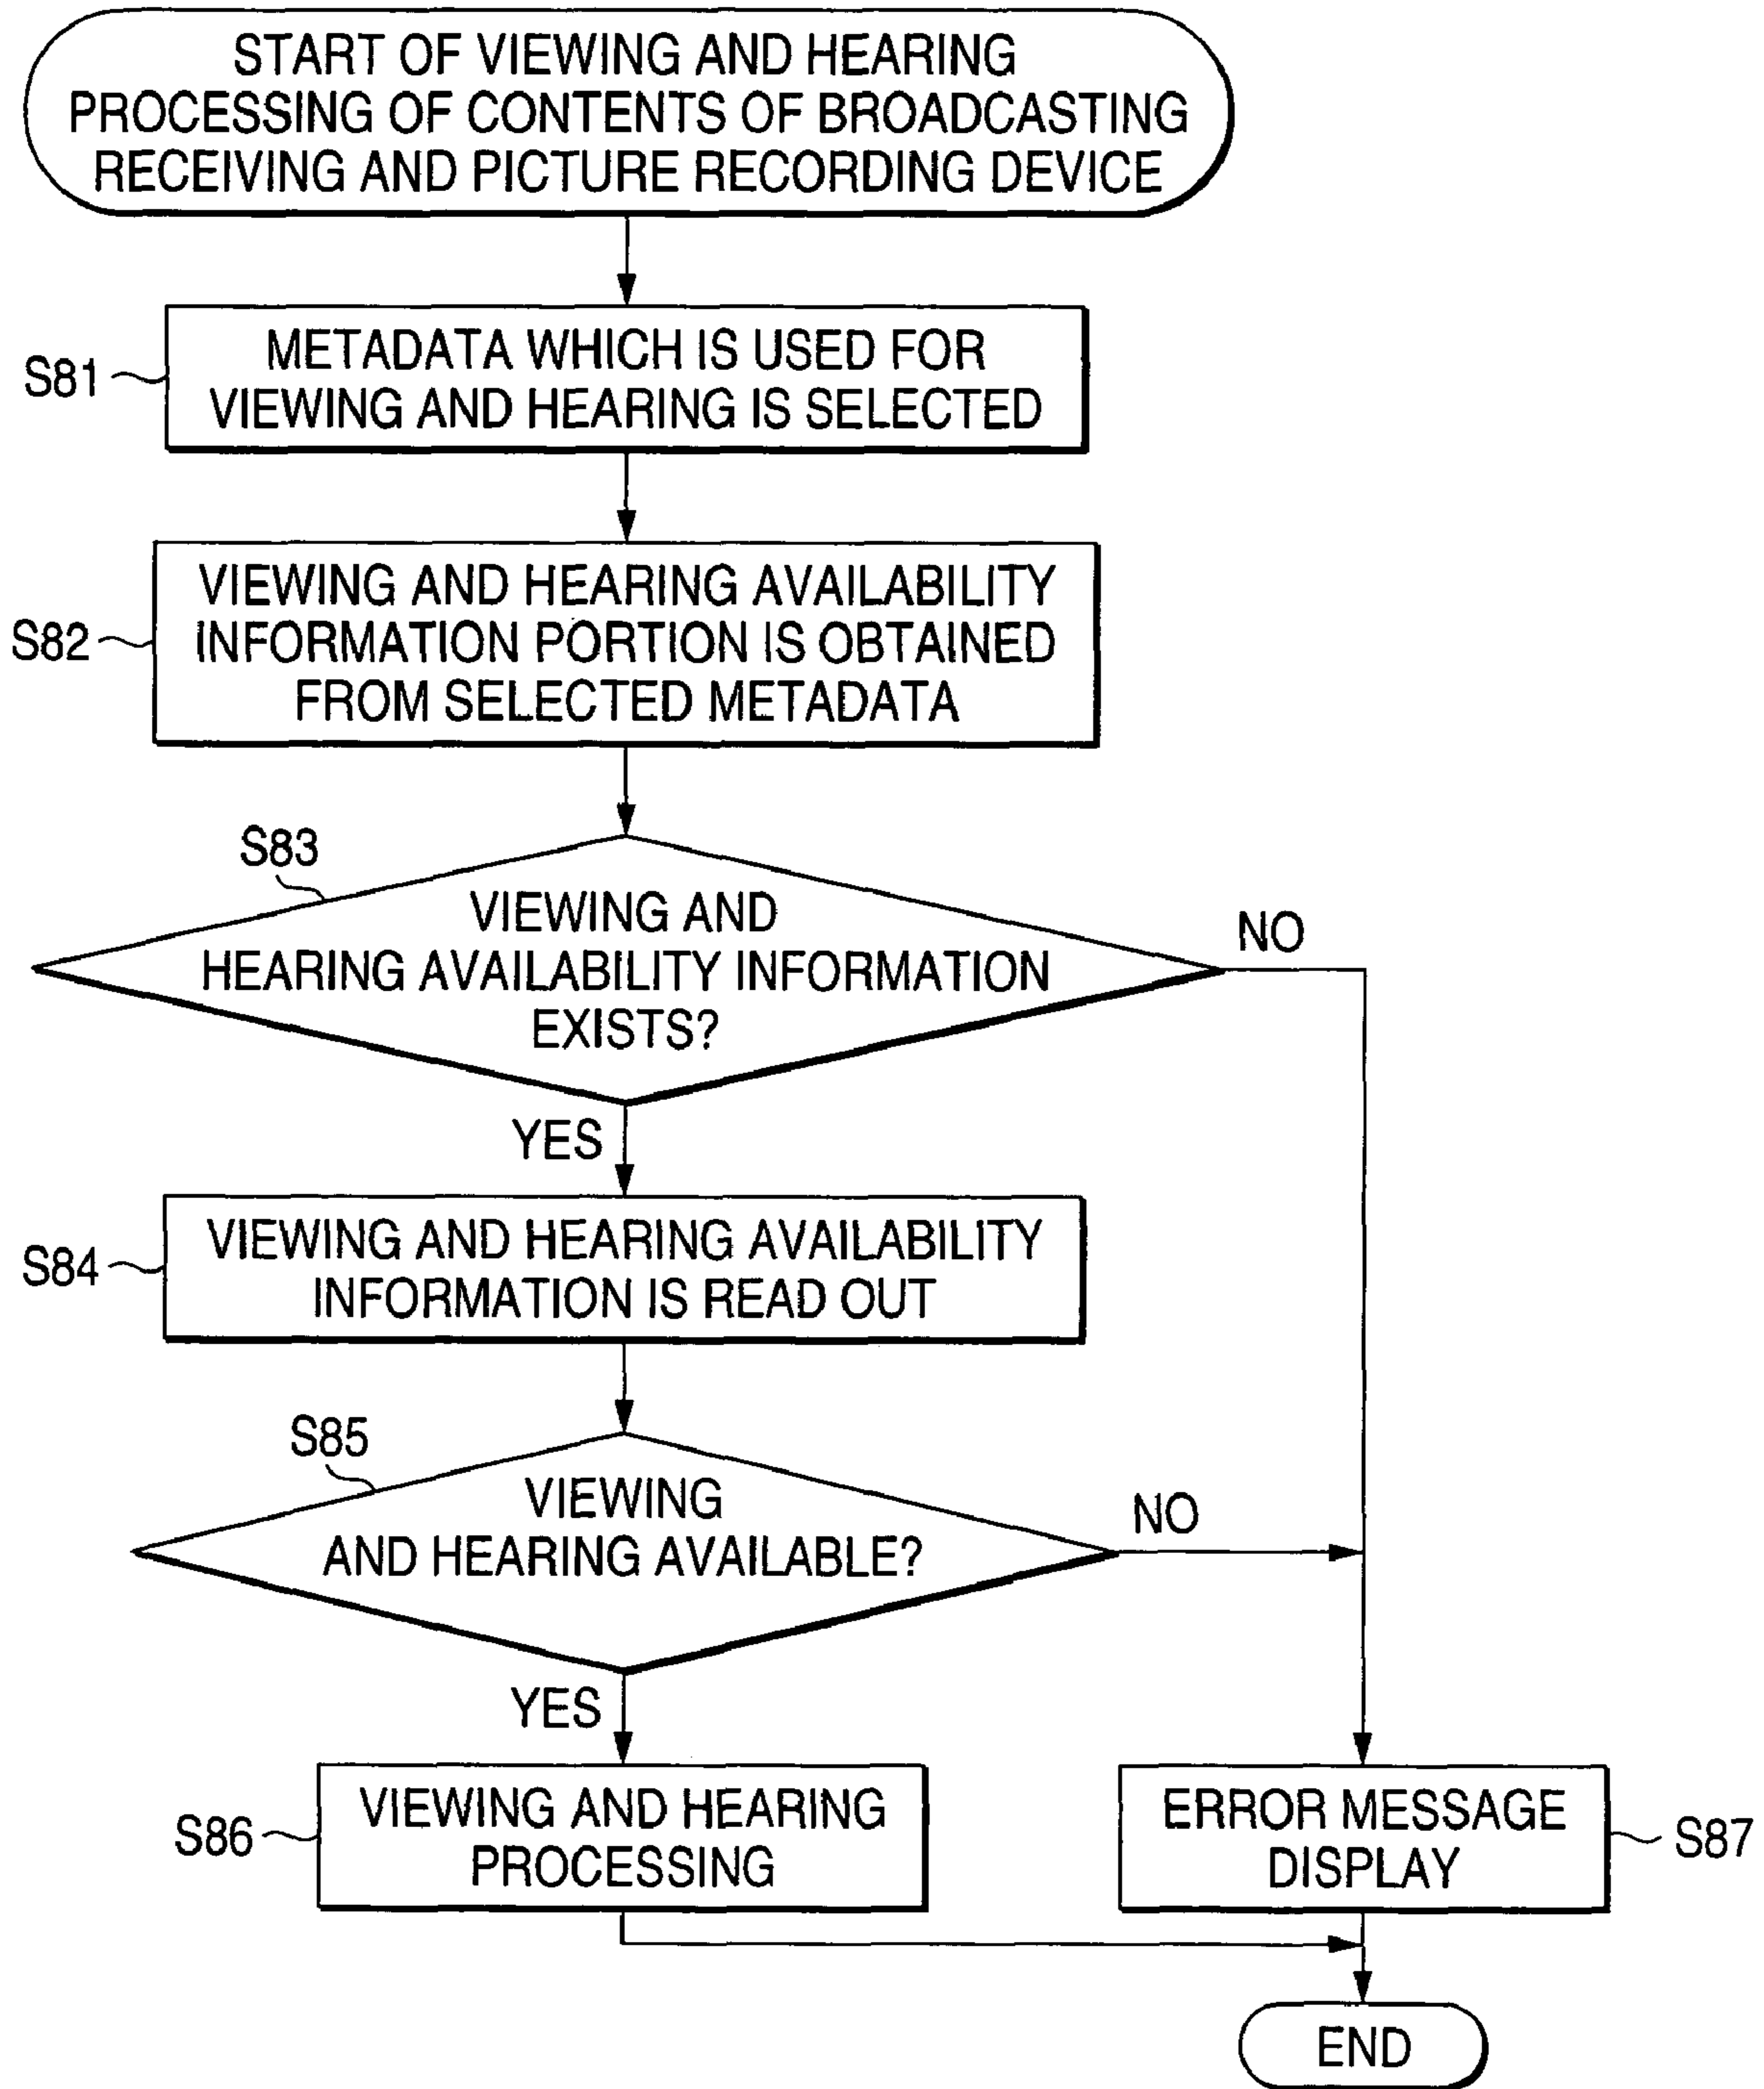 START OF VIEWING AND HEARING
PROCESSING OF CONTENTS OF BROADCASTING
RECEIVING AND PICTURE RECORDING DEVICE
S81
METADATA WHICH IS USED FOR
VIEWING AND HEARING IS SELECTED
S82
VIEWING AND HEARING AVAILABILITY
INFORMATION PORTION IS OBTAINED
FROM SELECTED METADATA
S83
VIEWING AND
HEARING AVAILABILITY INFORMATION
EXISTS?
NO
YES
S84
VIEWING AND HEARING AVAILABILITY
INFORMATION IS READ OUT
S85
VIEWING
AND HEARING AVAILABLE?
NO
YES
S86
VIEWING AND HEARING
PROCESSING
ERROR MESSAGE
DISPLAY
S87
END